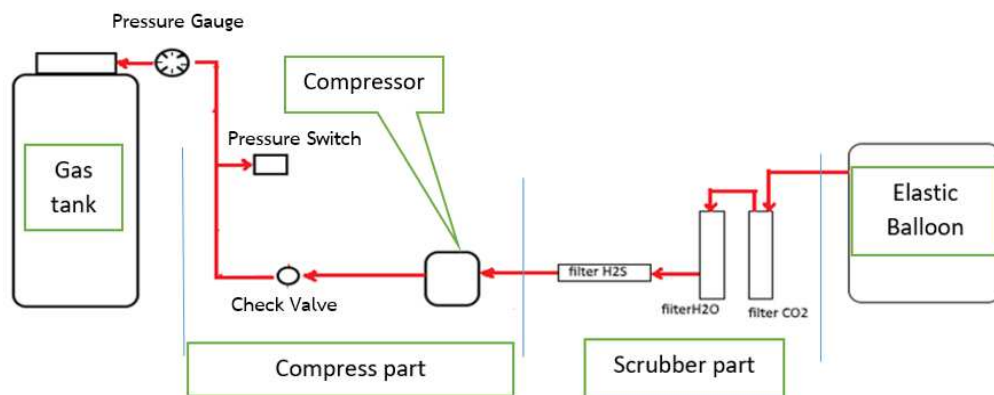 Pressure Gauge
Compressor
Pressure Switch
Gas
tank
Elastic
Balloon
filter H2S
Check Valve
filterH2O
filter CO2
Compress part
Scrubber part